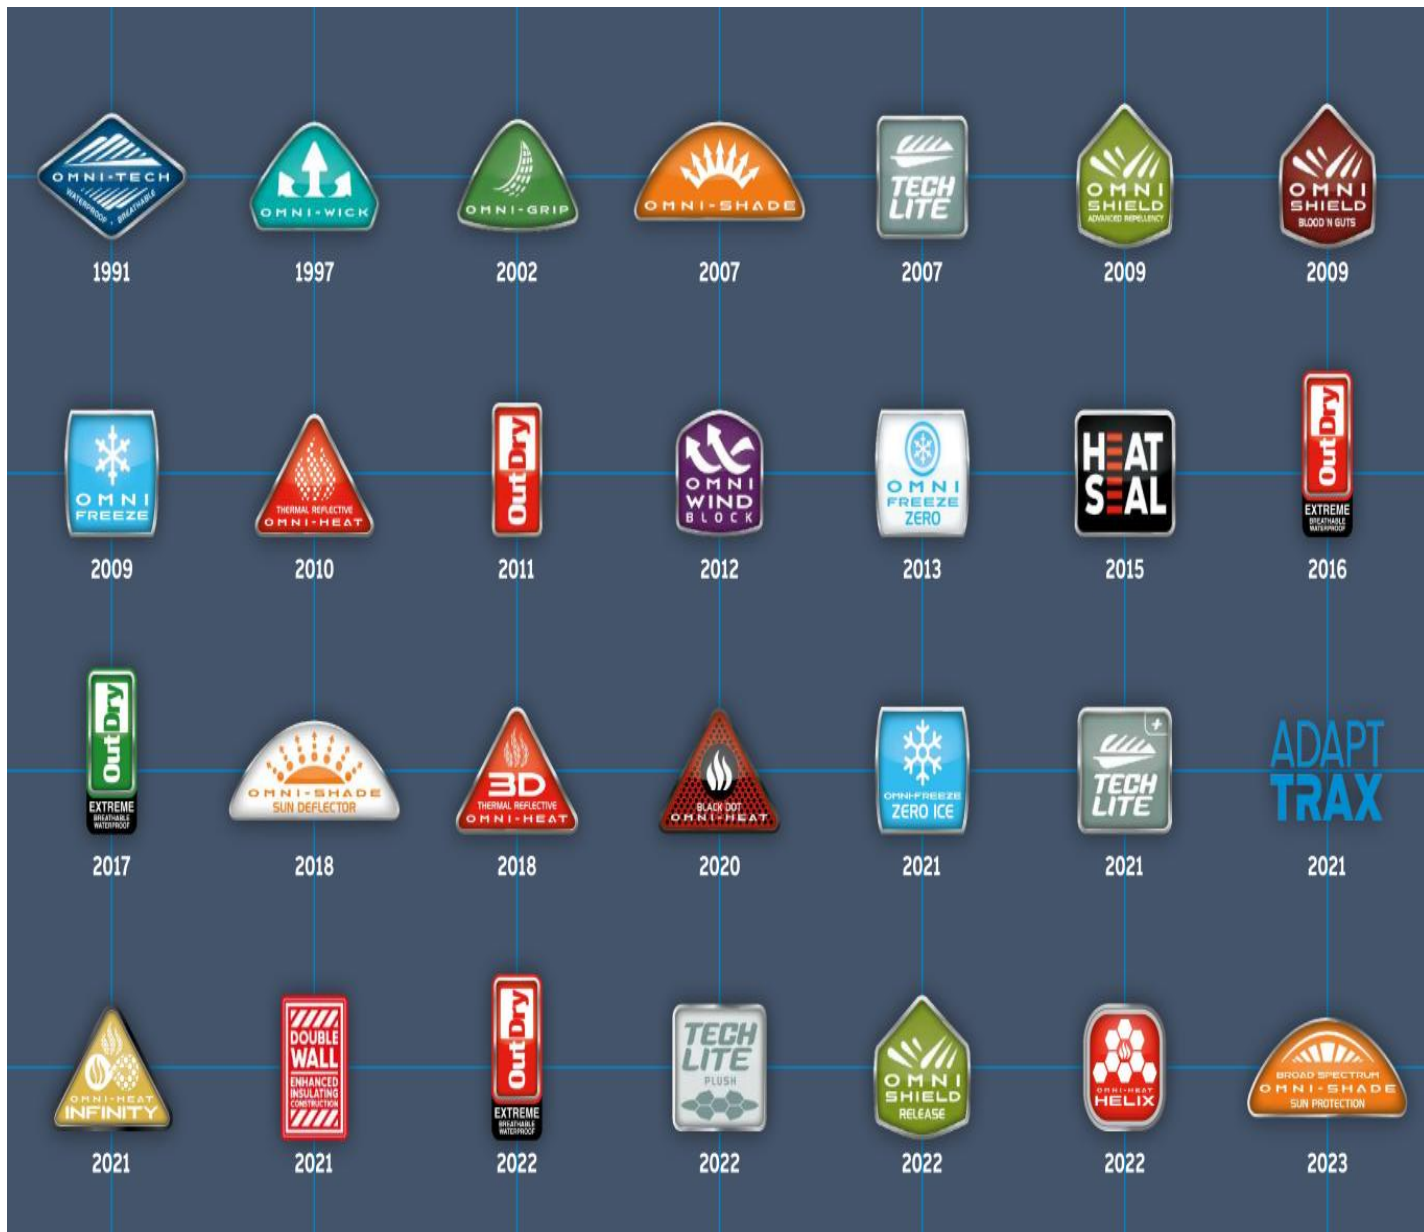 OMNI-TECH
WATERPROOF . BREATHABLE
1991
OMNI-WICK
1997
OMNI-GRIP
2002
OMNI-SHADE
2007
TECH
LITE
2007
OMNI
SHIELD
ADVANCED REPELLENCY
2009
OMNI
SHIELD
BLOOD 'N GUTS
2009
OMNI
FREEZE
2009
THERMAL REFLECTIVE
OMNI-HEAT
2010
OutDry
2011
OMNI
WIND
BLOCK
2012
OMNI
FREEZE
ZERO
2013
HEAT
SEAL
2015
OutDry
EXTREME
BREATHABLE
WATERPROOF
2016
OutDry
EXTREME
BREATHABLE
WATERPROOF
2017
OMNI-SHADE
SUN DEFLECTOR
2018
3D
THERMAL REFLECTIVE
OMNI-HEAT
2018
BLACK DOT
OMNI-HEAT
2020
OMNI-FREEZE
ZERO ICE
2021
+
TECH
LITE
2021
ADAPT
TRAX
2021
OMNI-HEAT
INFINITY
2021
DOUBLE
WALL
ENHANCED
INSULATING
CONSTRUCTION
2021
OutDry
EXTREME
BREATHABLE
WATERPROOF
2022
TECH
LITE
PLUSH
2022
OMNI
SHIELD
RELEASE
2022
OMNI-HEAT
HELIX
2022
BROAD SPECTRUM
OMNI-SHADE
SUN PROTECTION
2023